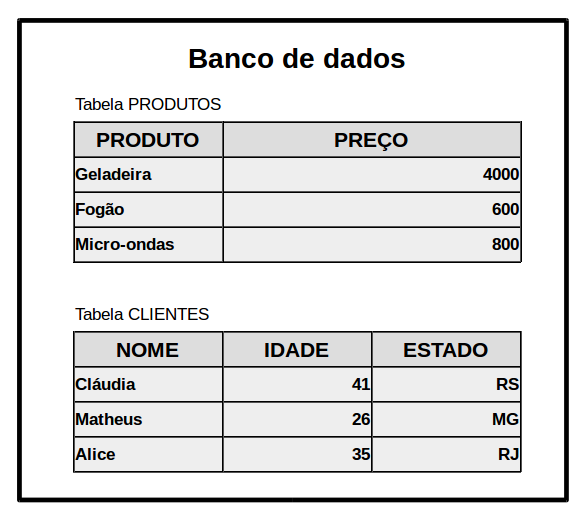 Banco de dados
Tabela PRODUTOS
PRODUTO PREÇO
Geladeira 4000
Fogão 600
Micro-ondas 800
Tabela CLIENTES
NOME IDADE ESTADO
Cláudia 41 RS
Matheus 26 MG
Alice 35 RJ